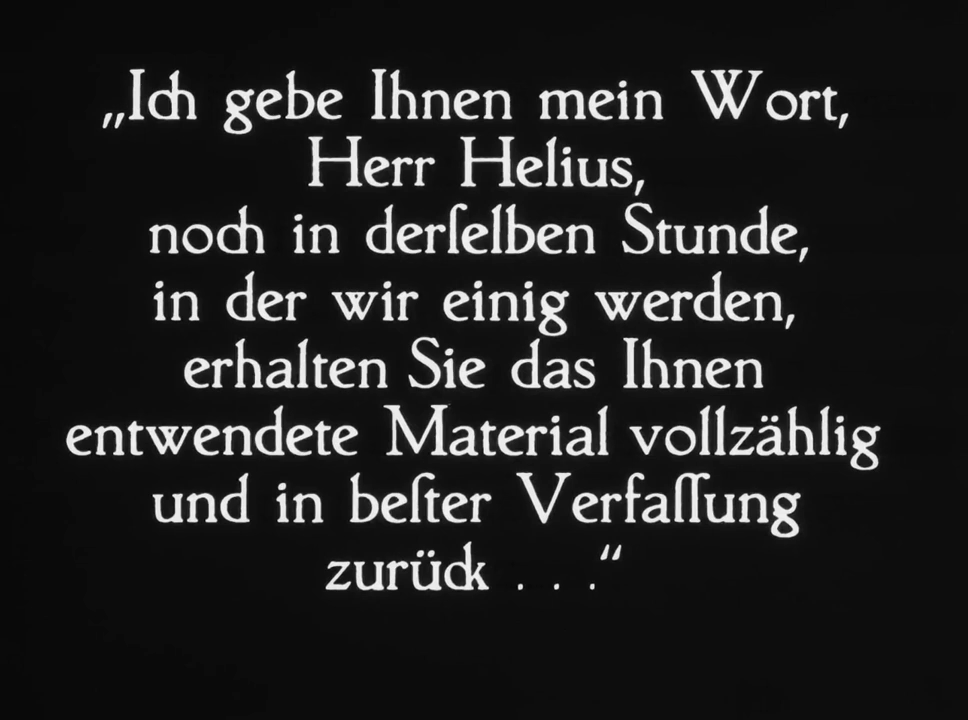 „Ich gebe Ihnen mein Wort,
Herr Helius,
noch in derſelben Stunde,
in der wir einig werden,
erhalten Sie das Ihnen
entwendete Material vollzählig
und in beſter Verfaſſung
zurück . . .“